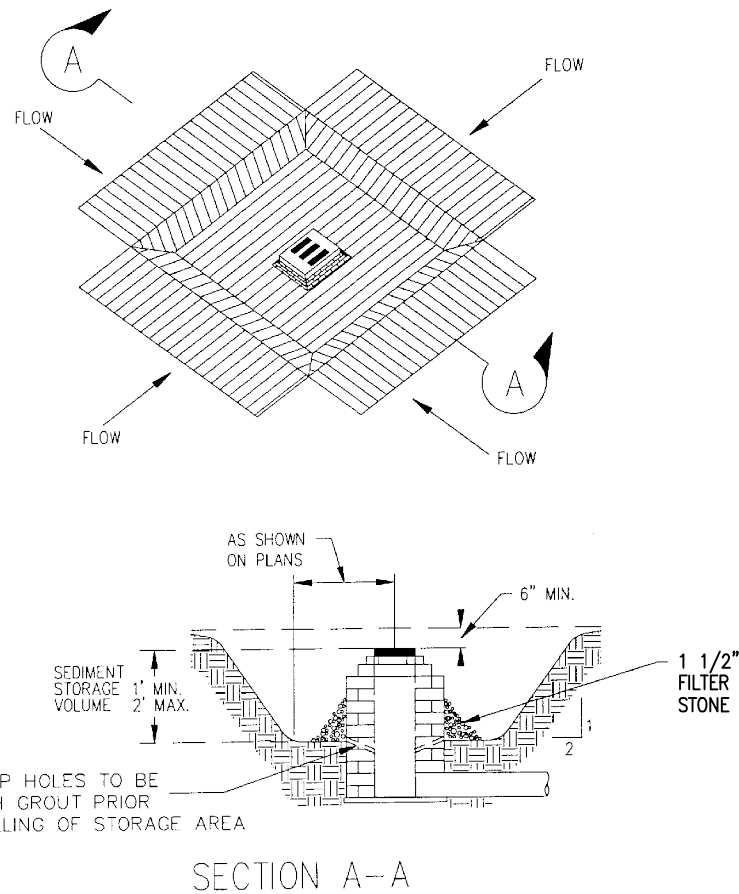 A
FLOW
FLOW
A
FLOW
FLOW
AS SHOWN
ON PLANS
6" MIN.
SEDIMENT
STORAGE
VOLUME
1' MIN.
2' MAX.
1 1/2"
FILTER
STONE
1
2
P HOLES TO BE
H GROUT PRIOR
LING OF STORAGE AREA
SECTION A-A